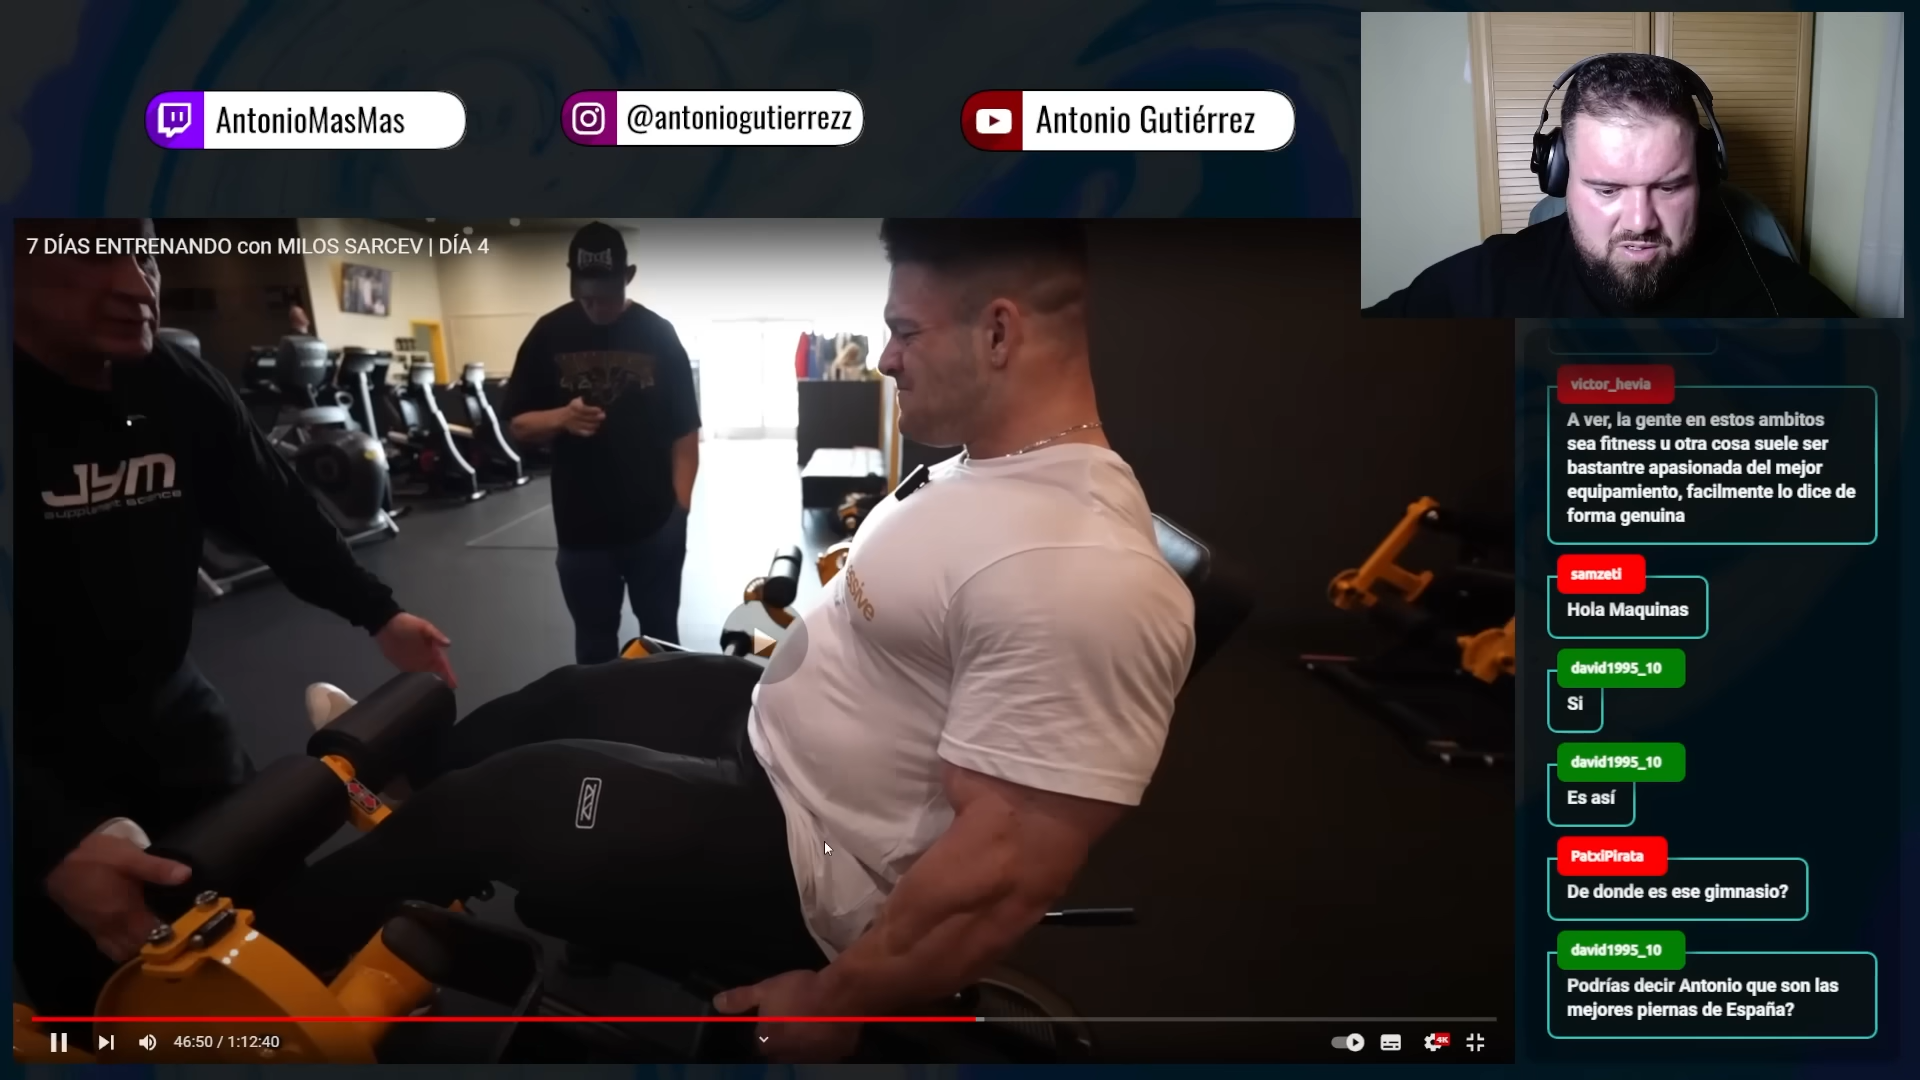 AntonioMasMas
@antoniogutierrezz
Antonio Gutiérrez
7 DÍAS ENTRENANDO con MILOS SARCEV | DÍA 4
JYM
supplement science
ssive
victor_hevia
A ver, la gente en estos ambitos
sea fitness u otra cosa suele ser
bastantre apasionada del mejor
equipamiento, facilmente lo dice de
forma genuina
samzeti
Hola Maquinas
david1995_10
Si
david1995_10
Es así
PatxiPirata
De donde es ese gimnasio?
david1995_10
Podrías decir Antonio que son las
mejores piernas de España?
46:50 / 1:12:40
4K